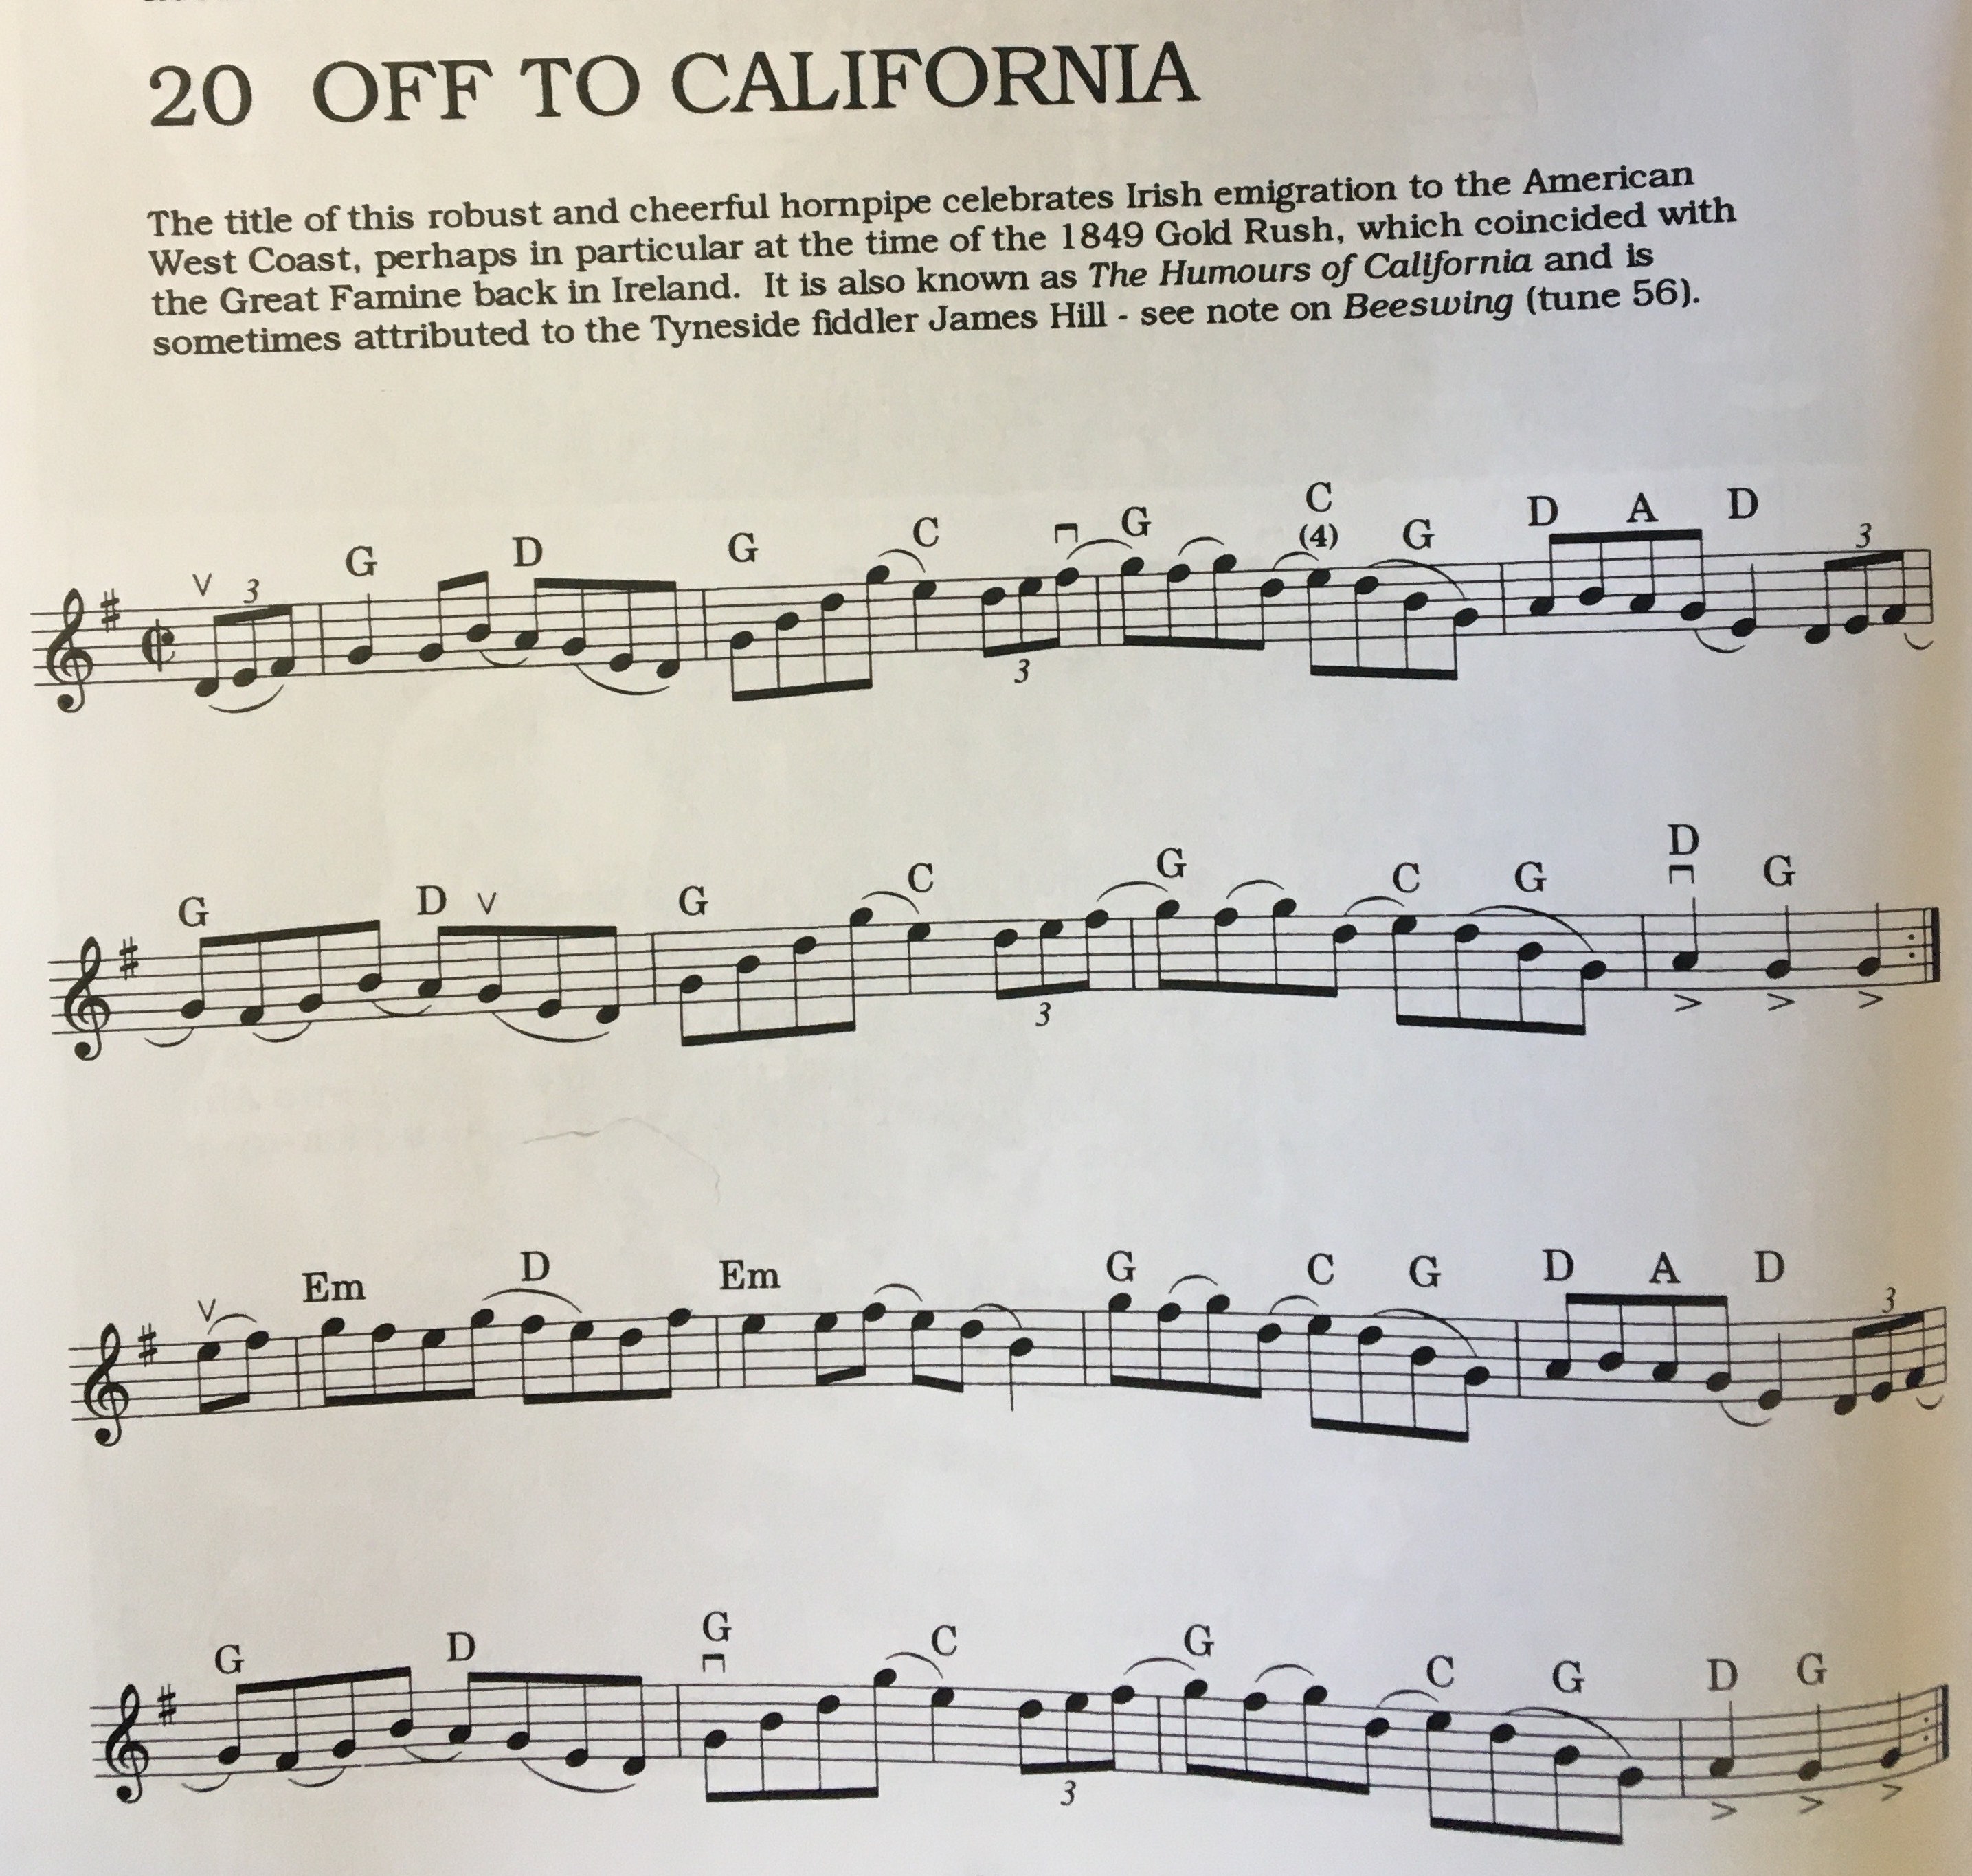 20 OFF TO CALIFORNIA
The title of this robust and cheerful hornpipe celebrates Irish emigration to the American
West Coast, perhaps in particular at the time of the 1849 Gold Rush, which coincided with
the Great Famine back in Ireland. It is also known as The Humours of California and is
sometimes attributed to the Tyneside fiddler James Hill - see note on Beeswing (tune 56).
3 G D G C G C (4) G D A D 3
3
G D G C G C G D G
3
Em D Em G C G D A D 3
G D G C G C G D G
3